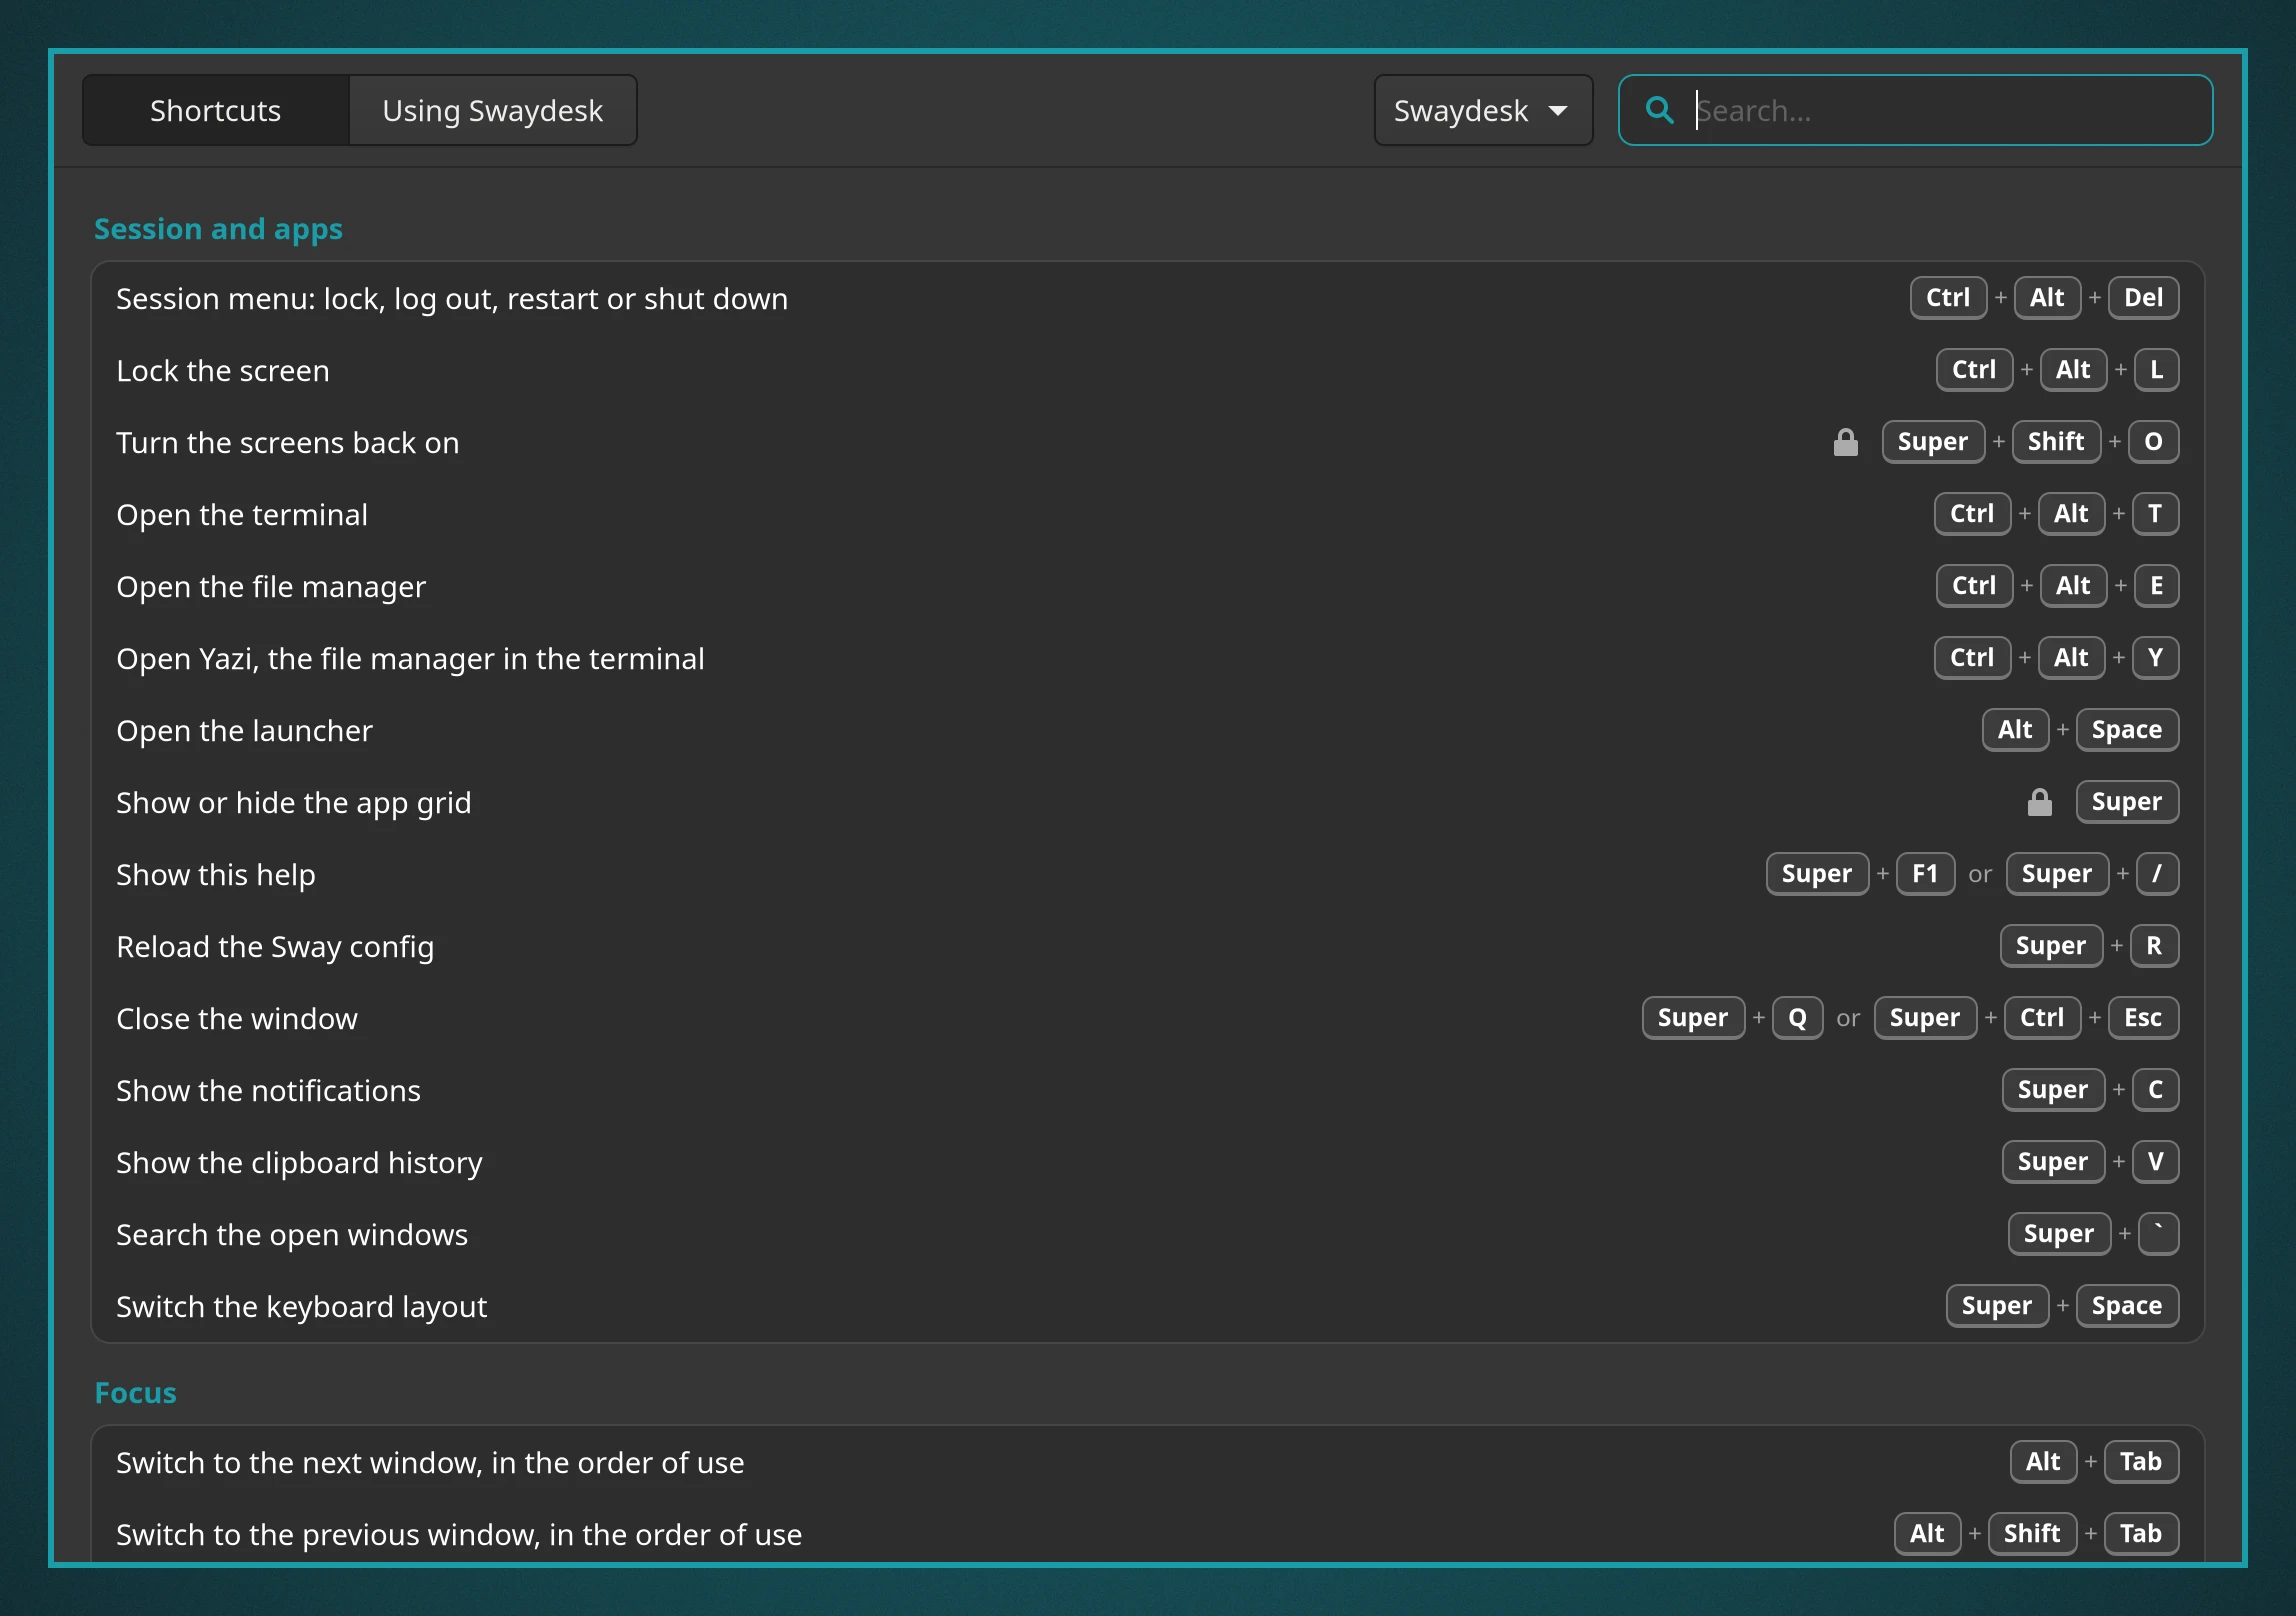 Shortcuts Using Swaydesk Swaydesk Search...
Session and apps
Session menu: lock, log out, restart or shut down Ctrl + Alt + Del
Lock the screen Ctrl + Alt + L
Turn the screens back on Super + Shift + O
Open the terminal Ctrl + Alt + T
Open the file manager Ctrl + Alt + E
Open Yazi, the file manager in the terminal Ctrl + Alt + Y
Open the launcher Alt + Space
Show or hide the app grid Super
Show this help Super + F1 or Super + /
Reload the Sway config Super + R
Close the window Super + Q or Super + Ctrl + Esc
Show the notifications Super + C
Show the clipboard history Super + V
Search the open windows Super + `
Switch the keyboard layout Super + Space
Focus
Switch to the next window, in the order of use Alt + Tab
Switch to the previous window, in the order of use Alt + Shift + Tab